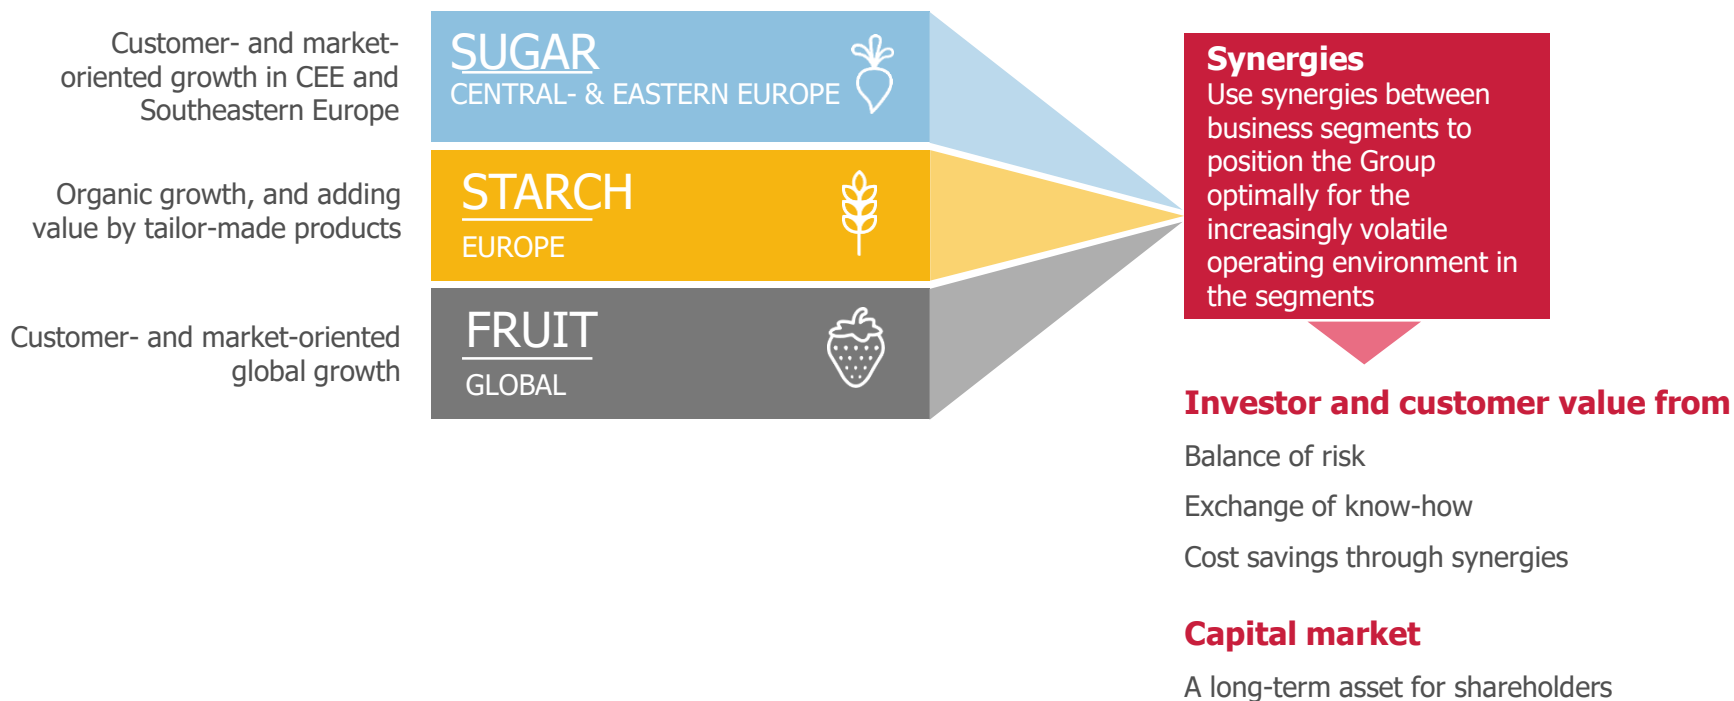 Customer- and market-
oriented growth in CEE and
Southeastern Europe
SUGAR
CENTRAL- & EASTERN EUROPE
Organic growth, and adding
value by tailor-made products
STARCH
EUROPE
Customer- and market-oriented
global growth
FRUIT
GLOBAL
Synergies
Use synergies between
business segments to
position the Group
optimally for the
increasingly volatile
operating environment in
the segments
Investor and customer value from
Balance of risk
Exchange of know-how
Cost savings through synergies
Capital market
A long-term asset for shareholders